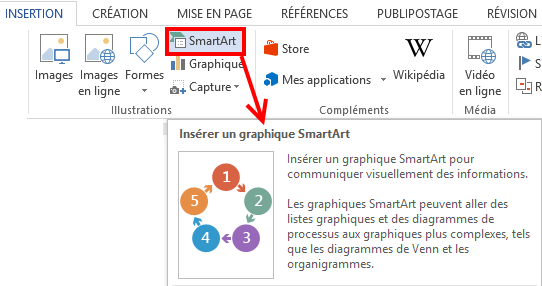 INSERTION CRÉATION MISE EN PAGE RÉFÉRENCES PUBLIPOSTAGE RÉVISION
SmartArt
Graphique
Capture
Images
Images
en ligne
Formes
Illustrations
Store
Mes applications
W
Wikipédia
Compléments
Vidéo
en ligne
Média
L
S
R
Insérer un graphique SmartArt
1
2
3
4
5
Insérer un graphique SmartArt pour
communiquer visuellement des informations.
Les graphiques SmartArt peuvent aller des
listes graphiques et des diagrammes de
processus aux graphiques plus complexes, tels
que les diagrammes de Venn et les
organigrammes.